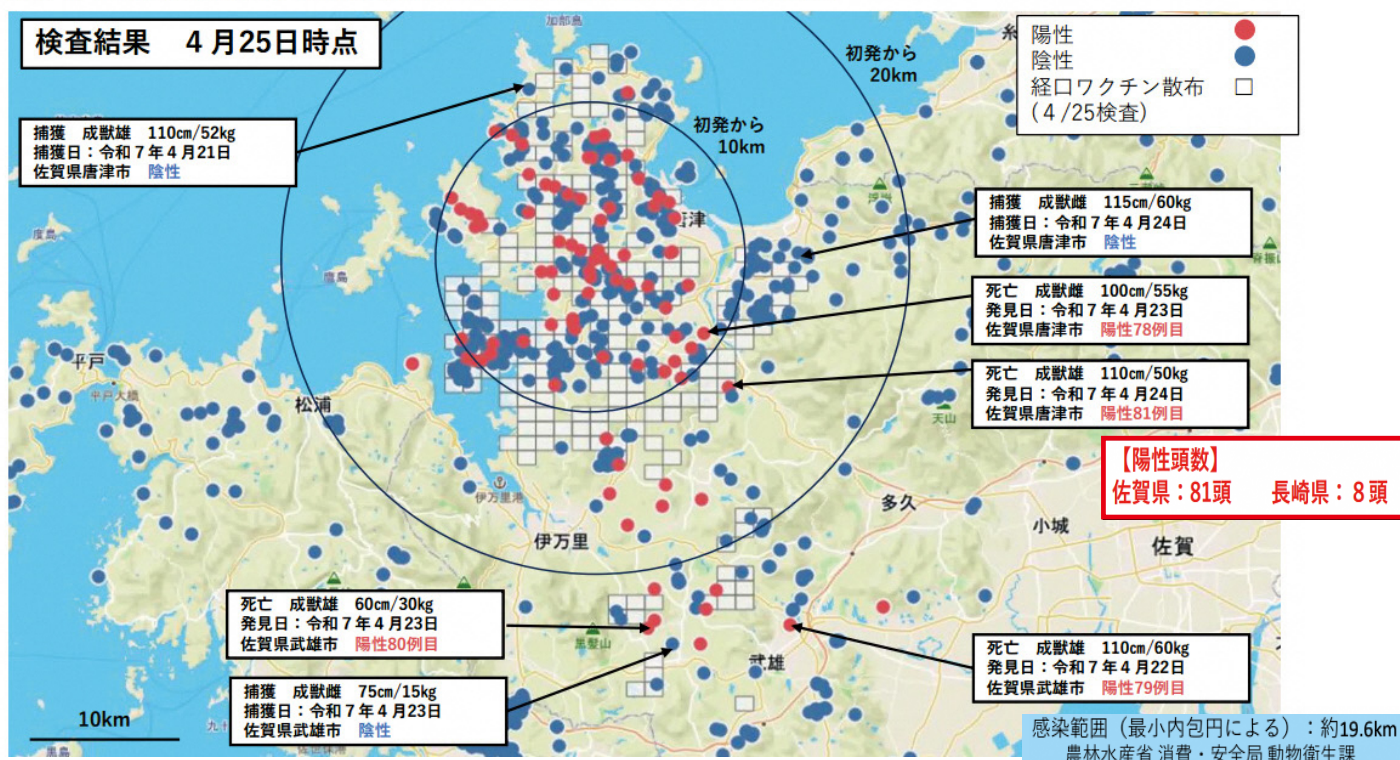 検査結果　４月25日時点
陽性
陰性
経口ワクチン散布
(４/25検査)
初発から
20km
初発から
10km
捕獲　成獣雄　110㎝/52kg
捕獲日：令和７年４月21日
佐賀県唐津市　陰性
捕獲　成獣雌　115㎝/60kg
捕獲日：令和７年４月24日
佐賀県唐津市　陰性
死亡　成獣雄　100㎝/55kg
発見日：令和７年４月23日
佐賀県唐津市　陽性78例目
死亡　成獣雄　110㎝/50kg
発見日：令和７年４月24日
佐賀県唐津市　陽性81例目
【陽性頭数】
佐賀県：81頭　　長崎県：８頭
死亡　成獣雄　60㎝/30kg
発見日：令和７年４月23日
佐賀県武雄市　陽性80例目
捕獲　成獣雌　75㎝/15kg
捕獲日：令和７年４月23日
佐賀県武雄市　陰性
死亡　成獣雄　110㎝/60kg
発見日：令和７年４月22日
佐賀県武雄市　陽性79例目
加部島
糸
度島
鷹島
唐津
平戸
平戸大橋
松浦
伊万里港
伊万里
天山
多久
小城
佐賀
黒髪山
武雄
九十
黒島
10km
感染範囲（最小内包円による）：約19.6km
農林水産省 消費・安全局 動物衛生課